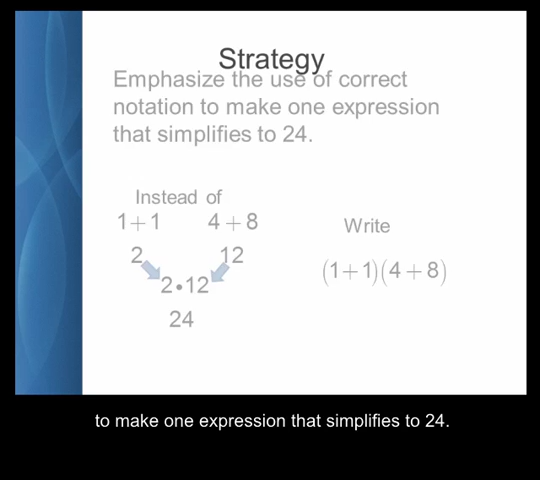 Strategy
Emphasize the use of correct
notation to make one expression
that simplifies to 24.
Instead of
1+1 4+8
2 12
2•12
24
Write
(1+1)(4+8)
to make one expression that simplifies to 24.